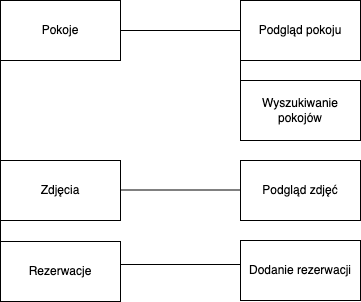 Pokoje
Podgląd pokoju
Wyszukiwanie
pokojów
Zdjęcia
Podgląd zdjęć
Rezerwacje
Dodanie rezerwacji